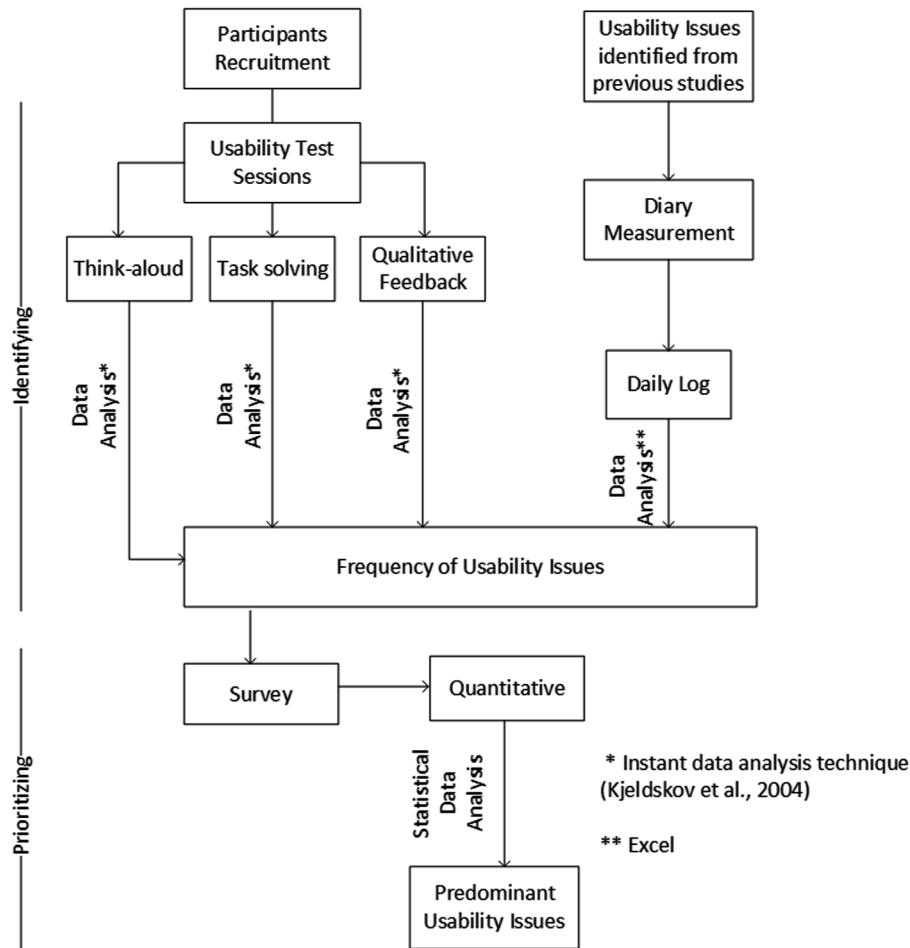 Participants
Recruitment
Usability Issues
identified from
previous studies
Usability Test
Sessions
Diary
Measurement
Think-aloud
Task solving
Qualitative
Feedback
Identifying
Data
Analysis*
Data
Analysis*
Data
Analysis*
Daily Log
Data
Analysis**
Frequency of Usability Issues
Prioritizing
Survey
Quantitative
Statistical
Data
Analysis
* Instant data analysis technique
(Kjeldskov et al., 2004)
** Excel
Predominant
Usability Issues